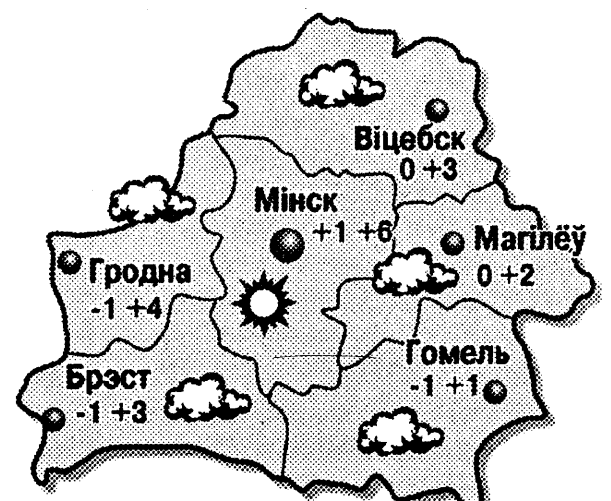 Віцебск
0 +3
Мінск
+1 +6
Магілёў
0 +2
Гродна
-1 +4
Гомель
-1 +1
Брэст
-1 +3